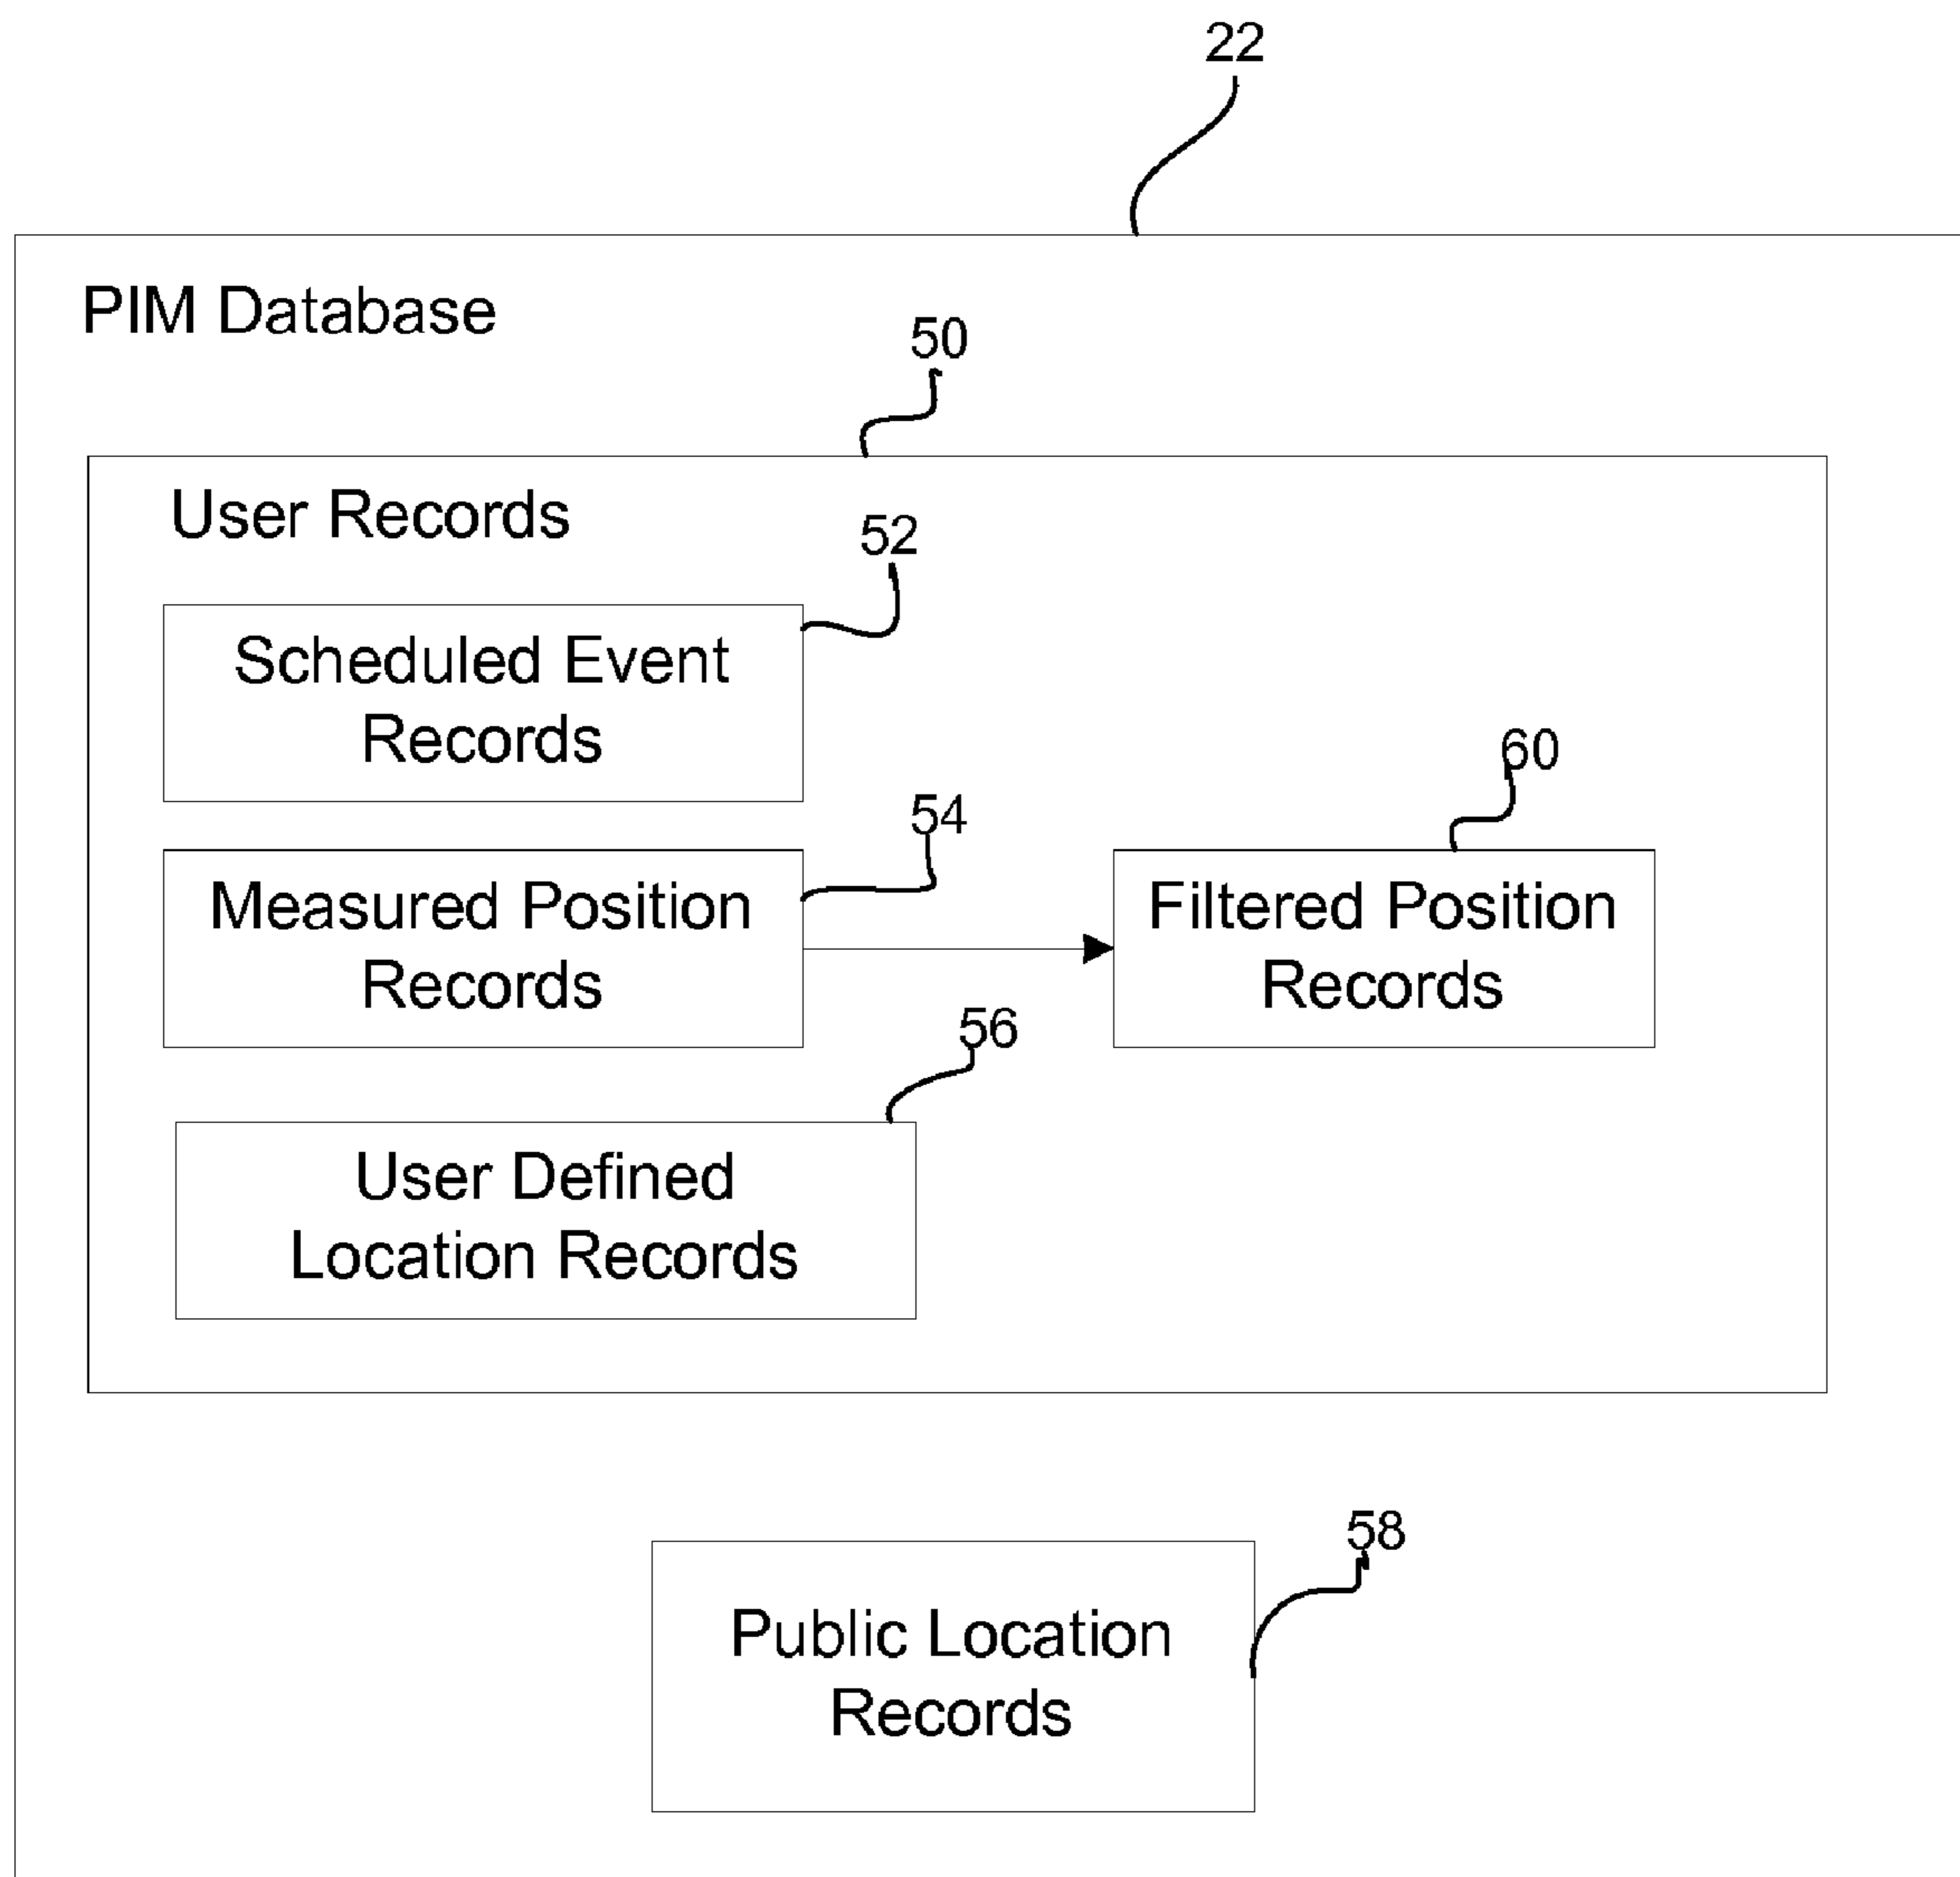 22
PIM Database
50
User Records
52
Scheduled Event
Records
60
54
Measured Position
Records
Filtered Position
Records
56
User Defined
Location Records
58
Public Location
Records